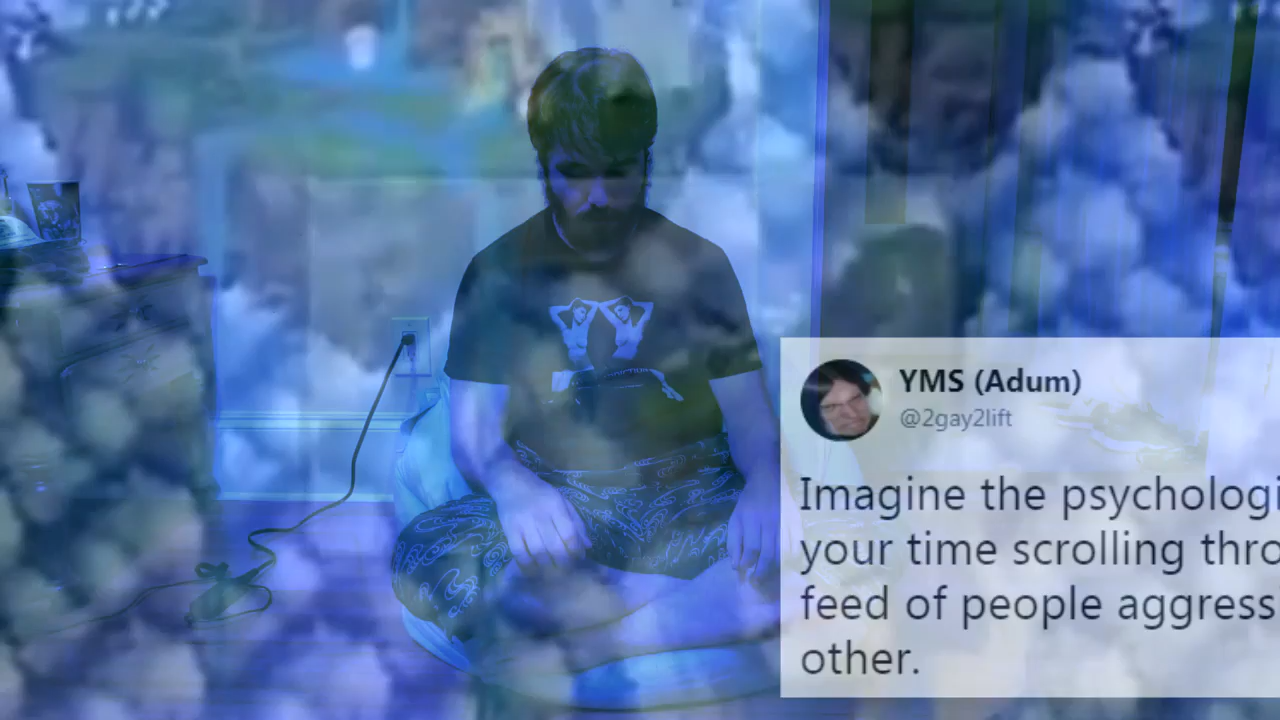 YMS (Adum)
@2gay2lift
Imagine the psychologi
your time scrolling thro
feed of people aggress
other.